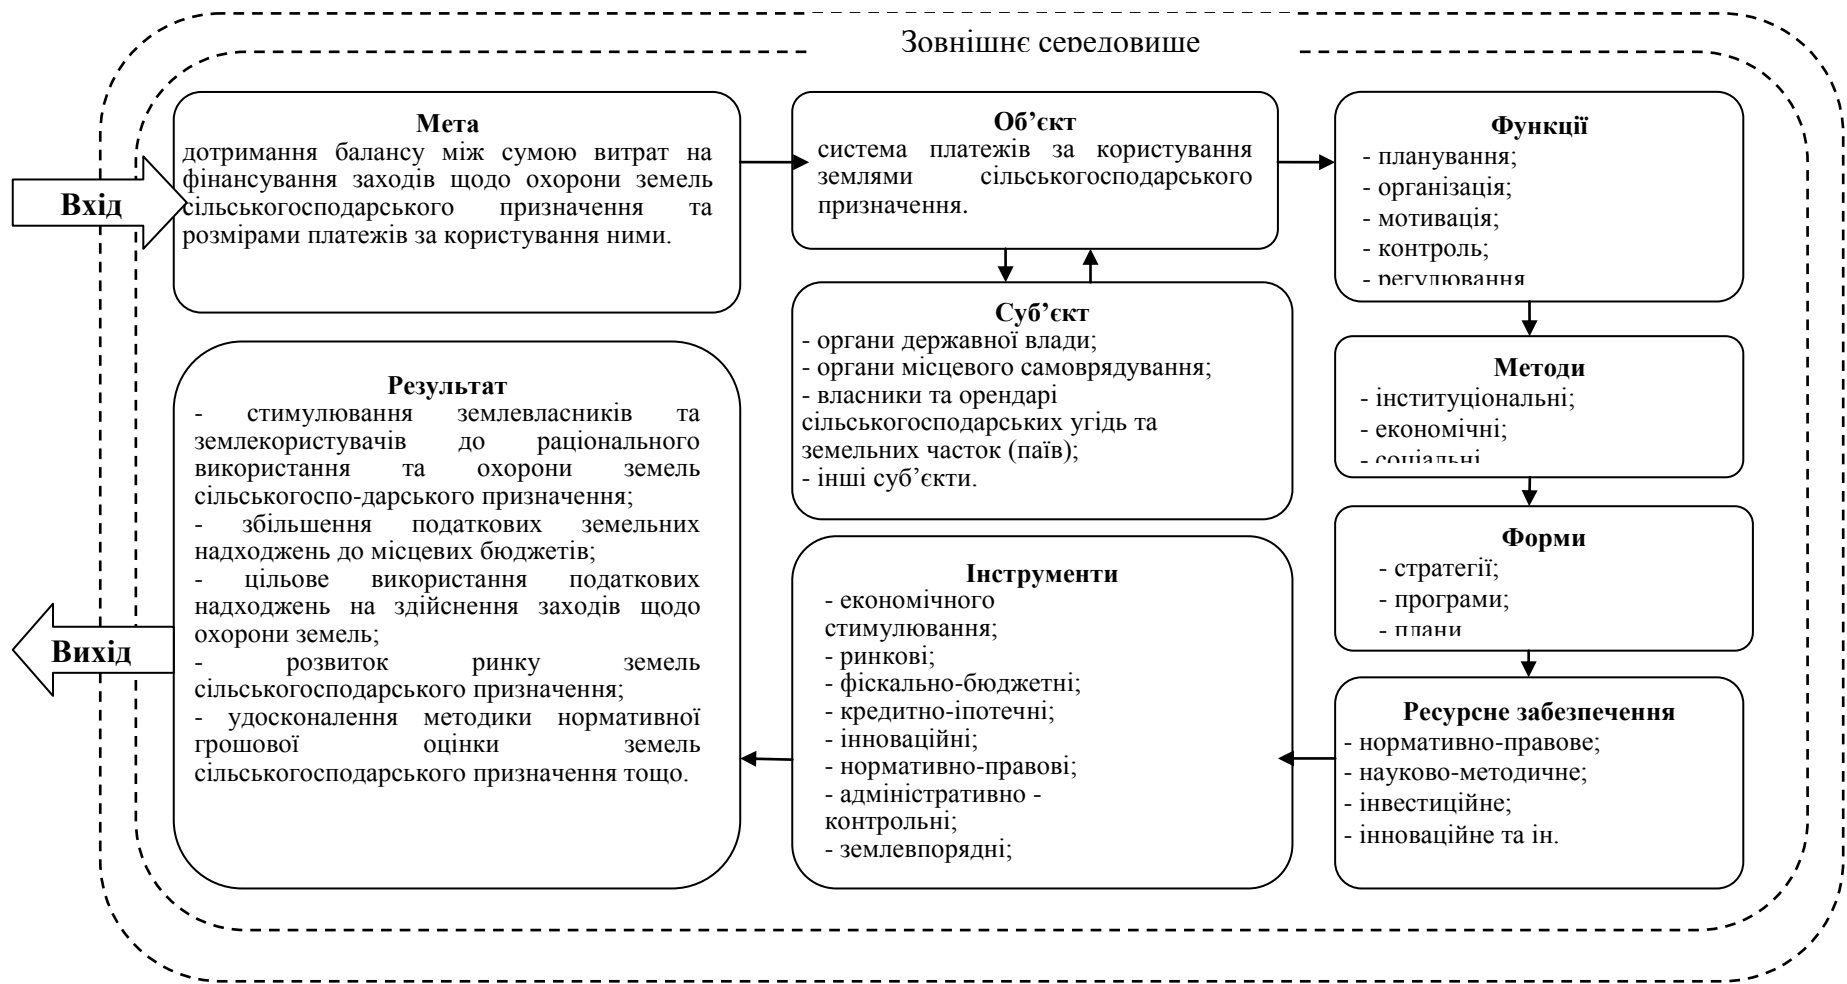 Зовнішнє середовище
Вхід
Мета
дотримання балансу між сумою витрат на
фінансування заходів щодо охорони земель
сільськогосподарського призначення та
розмірами платежів за користування ними.
Об’єкт
система платежів за користування
землями сільськогосподарського
призначення.
Функції
- планування;
- організація;
- мотивація;
- контроль;
- регулювання
Суб’єкт
- органи державної влади;
- органи місцевого самоврядування;
- власники та орендарі
сільськогосподарських угідь та
земельних часток (паїв);
- інші суб’єкти.
Методи
- інституціональні;
- економічні;
- соціальні
Форми
- стратегії;
- програми;
- плани
Ресурсне забезпечення
- нормативно-правове;
- науково-методичне;
- інвестиційне;
- інноваційне та ін.
Інструменти
- економічного
стимулювання;
- ринкові;
- фіскально-бюджетні;
- кредитно-іпотечні;
- інноваційні;
- нормативно-правові;
- адміністративно -
контрольні;
- землевпорядні;
Результат
- стимулювання землевласників та
землекористувачів до раціонального
використання та охорони земель
сільськогоспо-дарського призначення;
- збільшення податкових земельних
надходжень до місцевих бюджетів;
- цільове використання податкових
надходжень на здійснення заходів щодо
охорони земель;
- розвиток ринку земель
сільськогосподарського призначення;
- удосконалення методики нормативної
грошової оцінки земель
сільськогосподарського призначення тощо.
Вихід